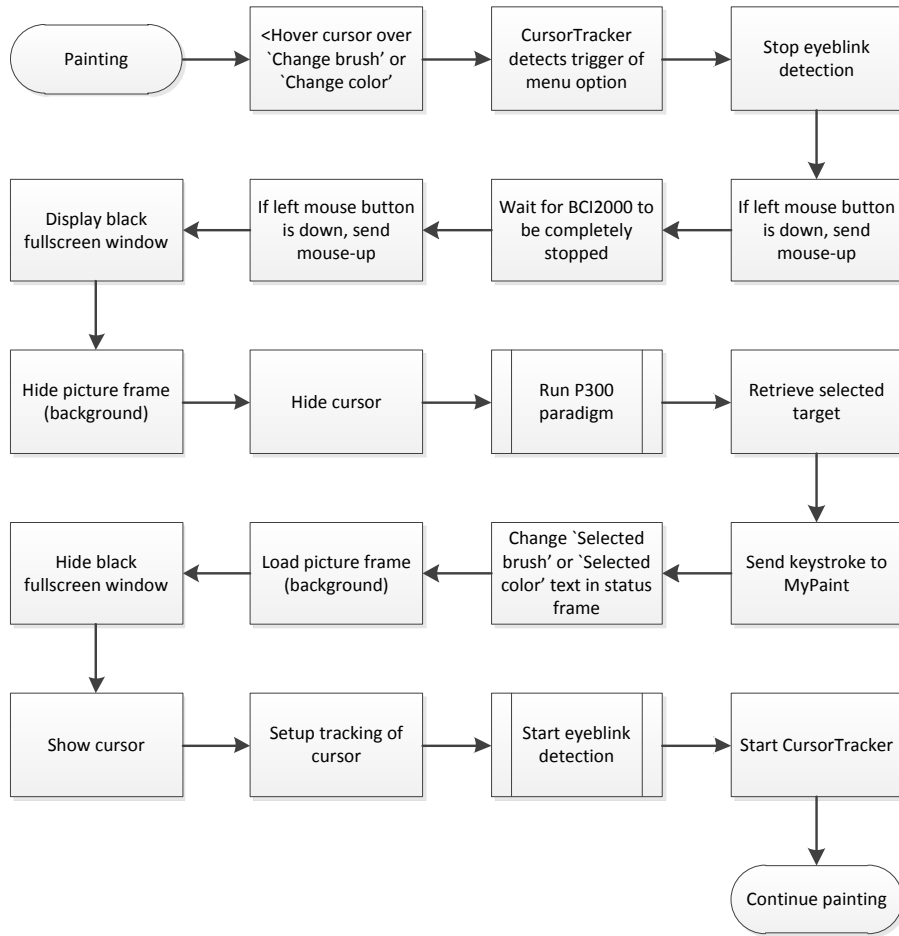 Painting
<Hover cursor over
`Change brush’ or
`Change color’
CursorTracker
detects trigger of
menu option
Stop eyeblink
detection
If left mouse button
is down, send
mouse-up
Wait for BCI2000 to
be completely
stopped
If left mouse button
is down, send
mouse-up
Display black
fullscreen window
Hide picture frame
(background)
Hide cursor
Run P300
paradigm
Retrieve selected
target
Send keystroke to
MyPaint
Change `Selected
brush’ or `Selected
color’ text in status
frame
Load picture frame
(background)
Hide black
fullscreen window
Show cursor
Setup tracking of
cursor
Start eyeblink
detection
Start CursorTracker
Continue painting